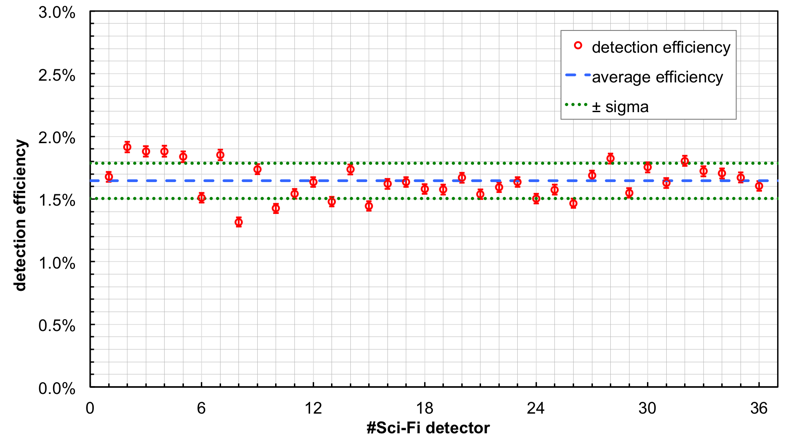 3.0%
2.5%
2.0%
1.5%
1.0%
0.5%
0.0%
detection efficiency
detection efficiency
average efficiency
± sigma
0 6 12 18 24 30 36
#Sci-Fi detector